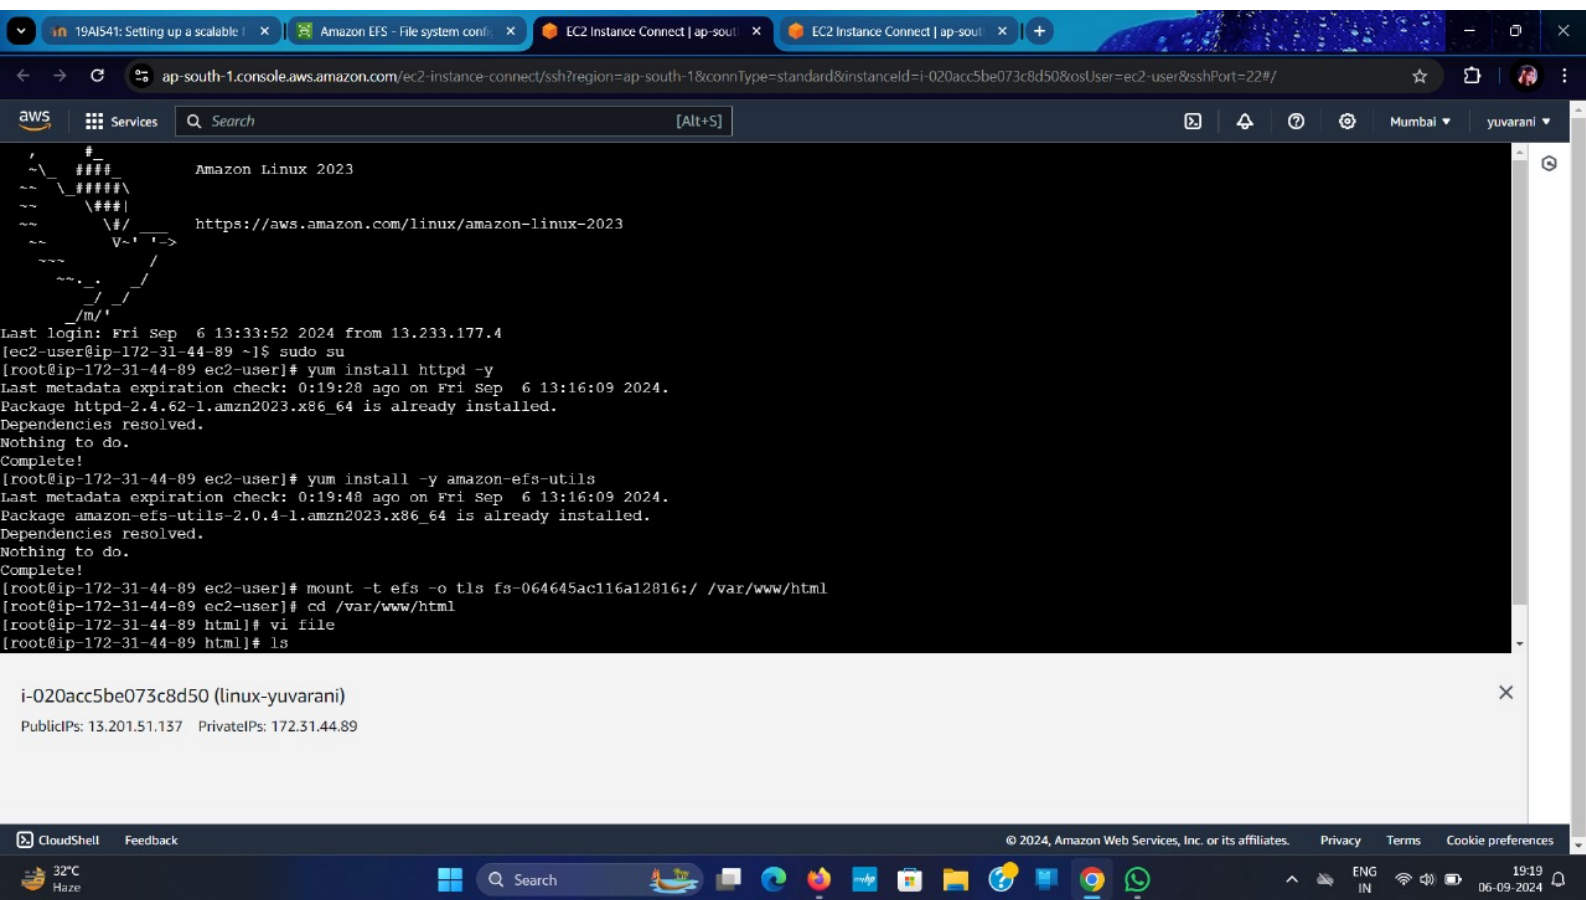 19AI541: Setting up a scalable f
Amazon EFS - File system config
EC2 Instance Connect | ap-sout
EC2 Instance Connect | ap-sout
ap-south-1.console.aws.amazon.com/ec2-instance-connect/ssh?region=ap-south-1&connType=standard&instanceId=i-020acc5be073c8d50&osUser=ec2-user&sshPort=22#/
aws
Services
Search
[Alt+S]
Mumbai
yuvarani
   ,     #_
   ~\_  ####_        Amazon Linux 2023
  ~~  \_#####\
  ~~     \###|
  ~~       \#/ ___   https://aws.amazon.com/linux/amazon-linux-2023
   ~~       V~' '->
    ~~~         /
      ~~._.   _/
         _/ _/
       _/m/'
Last login: Fri Sep  6 13:33:52 2024 from 13.233.177.4
[ec2-user@ip-172-31-44-89 ~]$ sudo su
[root@ip-172-31-44-89 ec2-user]# yum install httpd -y
Last metadata expiration check: 0:19:28 ago on Fri Sep  6 13:16:09 2024.
Package httpd-2.4.62-1.amzn2023.x86_64 is already installed.
Dependencies resolved.
Nothing to do.
Complete!
[root@ip-172-31-44-89 ec2-user]# yum install -y amazon-efs-utils
Last metadata expiration check: 0:19:48 ago on Fri Sep  6 13:16:09 2024.
Package amazon-efs-utils-2.0.4-1.amzn2023.x86_64 is already installed.
Dependencies resolved.
Nothing to do.
Complete!
[root@ip-172-31-44-89 ec2-user]# mount -t efs -o tls fs-064645ac116a12816:/ /var/www/html
[root@ip-172-31-44-89 ec2-user]# cd /var/www/html
[root@ip-172-31-44-89 html]# vi file
[root@ip-172-31-44-89 html]# ls
i-020acc5be073c8d50 (linux-yuvarani)
PublicIPs: 13.201.51.137 PrivateIPs: 172.31.44.89
CloudShell
Feedback
© 2024, Amazon Web Services, Inc. or its affiliates.
Privacy
Terms
Cookie preferences
32°C
Haze
Search
ENG
IN
19:19
06-09-2024